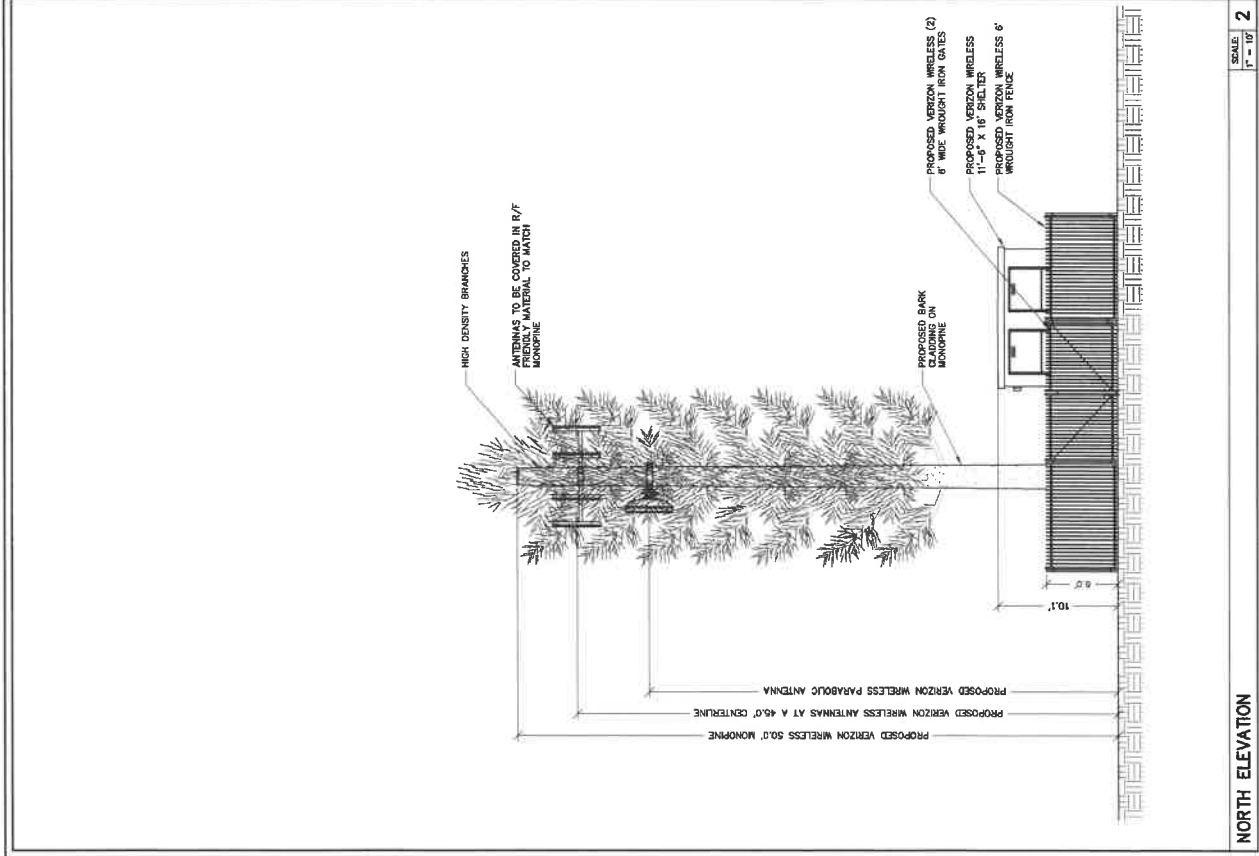 HIGH DENSITY BRANCHES
ANTENNAS TO BE COVERED IN R/F
FRIENDLY MATERIAL TO MATCH
MONOPINE
PROPOSED BARK
CLADDING ON
MONOPINE
PROPOSED VERIZON WIRELESS (2)
6' WIDE WROUGHT IRON GATES
PROPOSED VERIZON WIRELESS
11'-6" X 16' SHELTER
PROPOSED VERIZON WIRELESS 6'
WROUGHT IRON FENCE
PROPOSED VERIZON WIRELESS 50.0' MONOPINE
PROPOSED VERIZON WIRELESS ANTENNAS AT A 45.0' CENTERLINE
PROPOSED VERIZON WIRELESS PARABOLIC ANTENNA
10.1'
6.0'
NORTH ELEVATION
SCALE:
1" = 10'
2